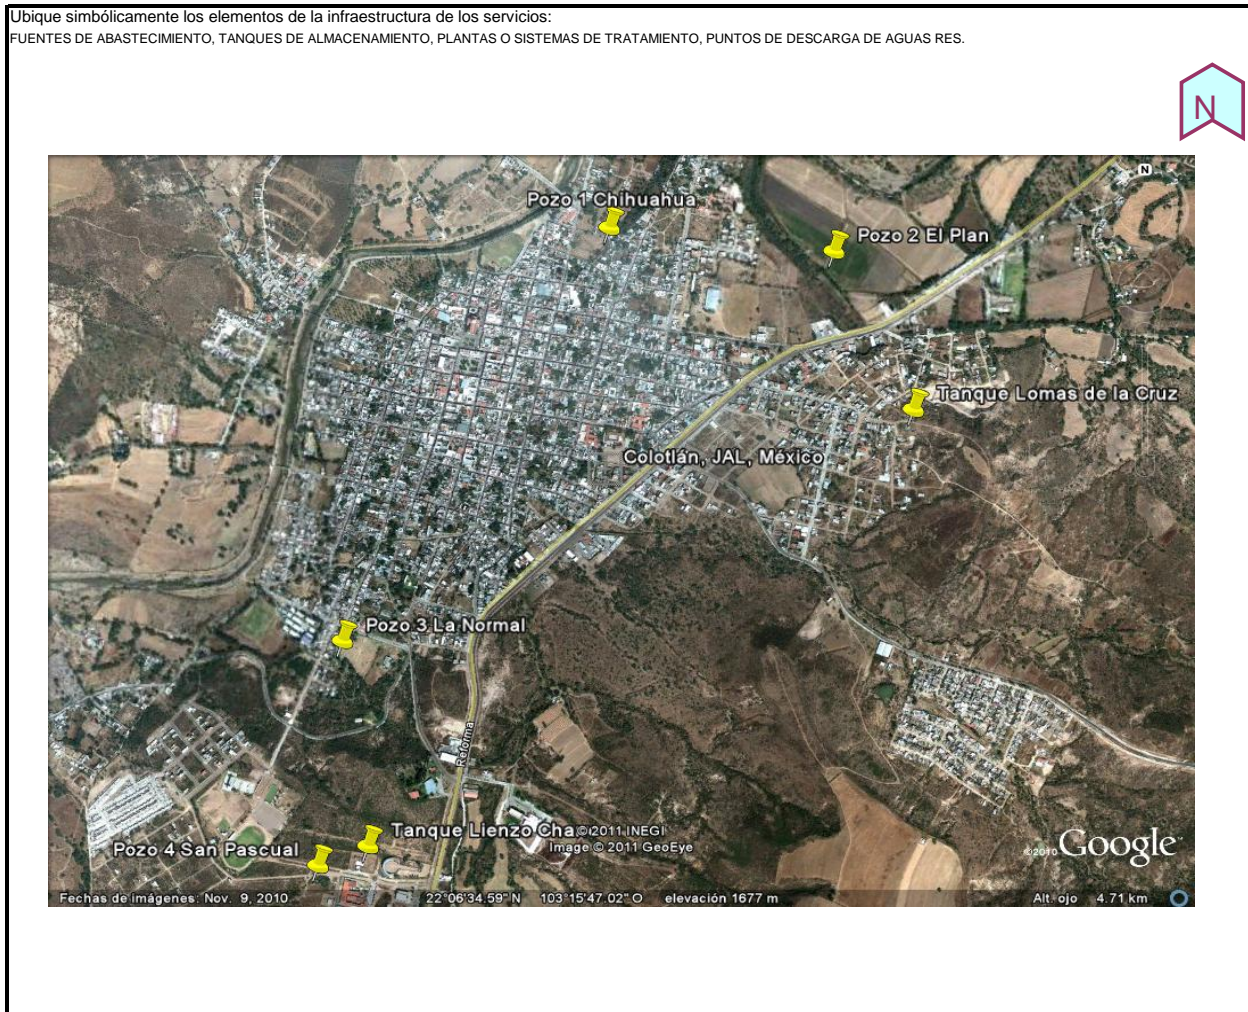 Ubique simbólicamente los elementos de la infraestructura de los servicios:
FUENTES DE ABASTECIMIENTO, TANQUES DE ALMACENAMIENTO, PLANTAS O SISTEMAS DE TRATAMIENTO, PUNTOS DE DESCARGA DE AGUAS RES.
N
N
Pozo 1 Chihuahua
Pozo 2 El Plan
Tanque Lomas de la Cruz
Colotlán, JAL, México
Pozo 3 La Normal
Reforma
Tanque Lienzo Cha
© 2011 INEGI
Image © 2011 GeoEye
Pozo 4 San Pascual
©2010 Google
Fechas de imágenes: Nov. 9, 2010 22°06'34.59" N 103°15'47.02" O elevación 1677 m Alt. ojo 4.71 km